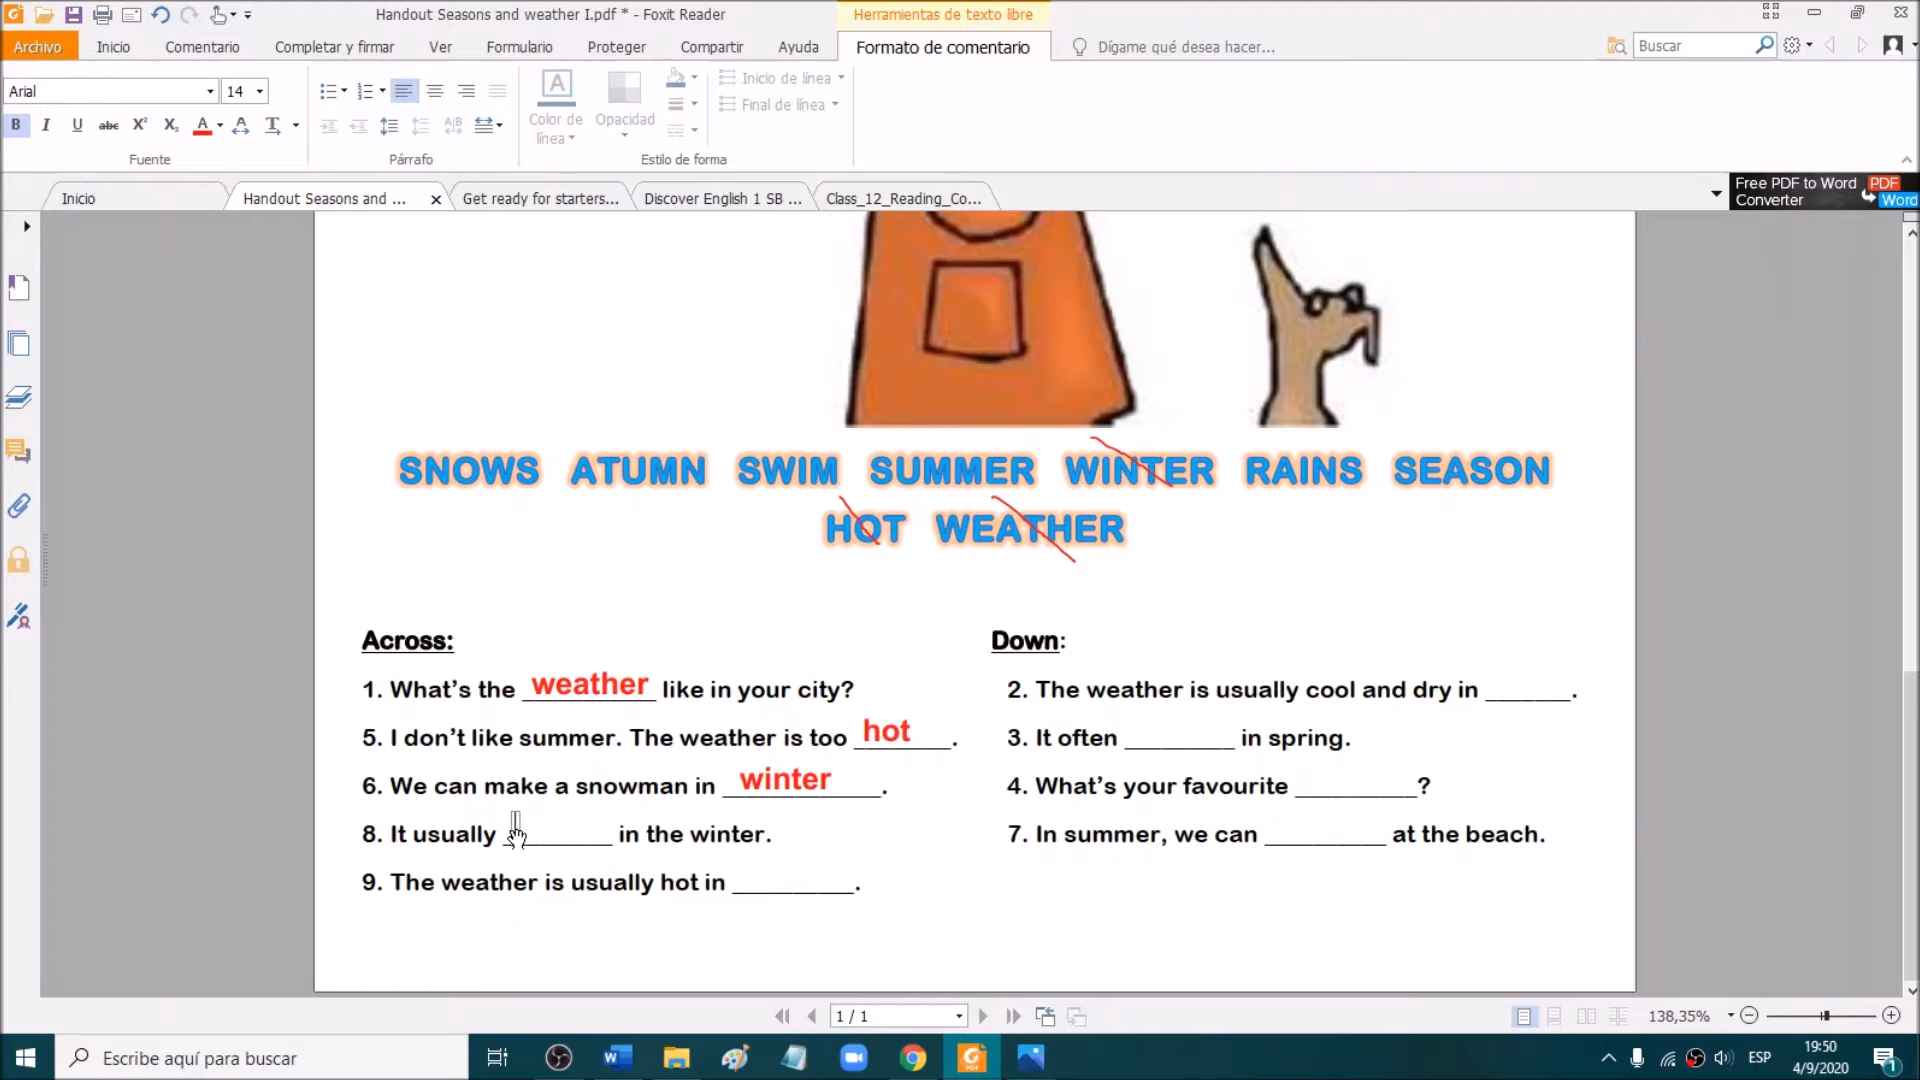 Handout Seasons and weather I.pdf * - Foxit Reader
Herramientas de texto libre
Archivo Inicio Comentario Completar y firmar Ver Formulario Proteger Compartir Ayuda Formato de comentario Dígame qué desea hacer... Buscar
Arial 14
Inicio de línea
Final de línea
Color de línea Opacidad
Fuente Párrafo Estilo de forma
Inicio Handout Seasons and ... Get ready for starters... Discover English 1 SB ... Class_12_Reading_Co...
Free PDF to Word PDF
Converter Word
SNOWS ATUMN SWIM SUMMER WINTER RAINS SEASON
HOT WEATHER
Across: Down:
1. What's the weather like in your city? 2. The weather is usually cool and dry in _______.
5. I don't like summer. The weather is too hot. 3. It often _________ in spring.
6. We can make a snowman in winter. 4. What's your favourite __________?
8. It usually _________ in the winter. 7. In summer, we can __________ at the beach.
9. The weather is usually hot in __________.
1 / 1 138,35%
Escribe aquí para buscar ESP 19:50
4/9/2020